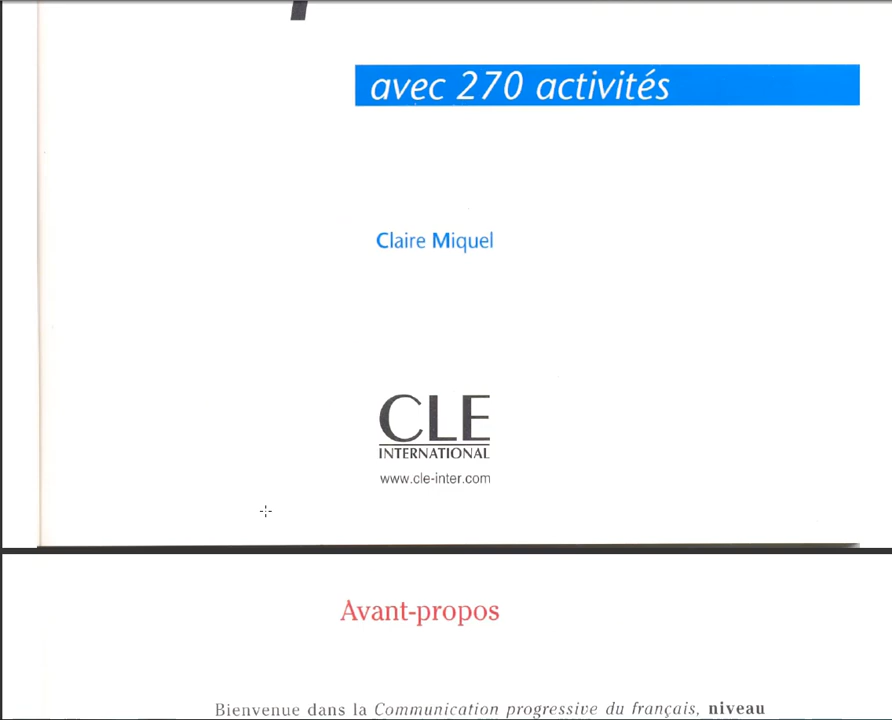 avec 270 activités
Claire Miquel
CLE
INTERNATIONAL
www.cle-inter.com
Avant-propos
Bienvenue dans la Communication progressive du français, niveau